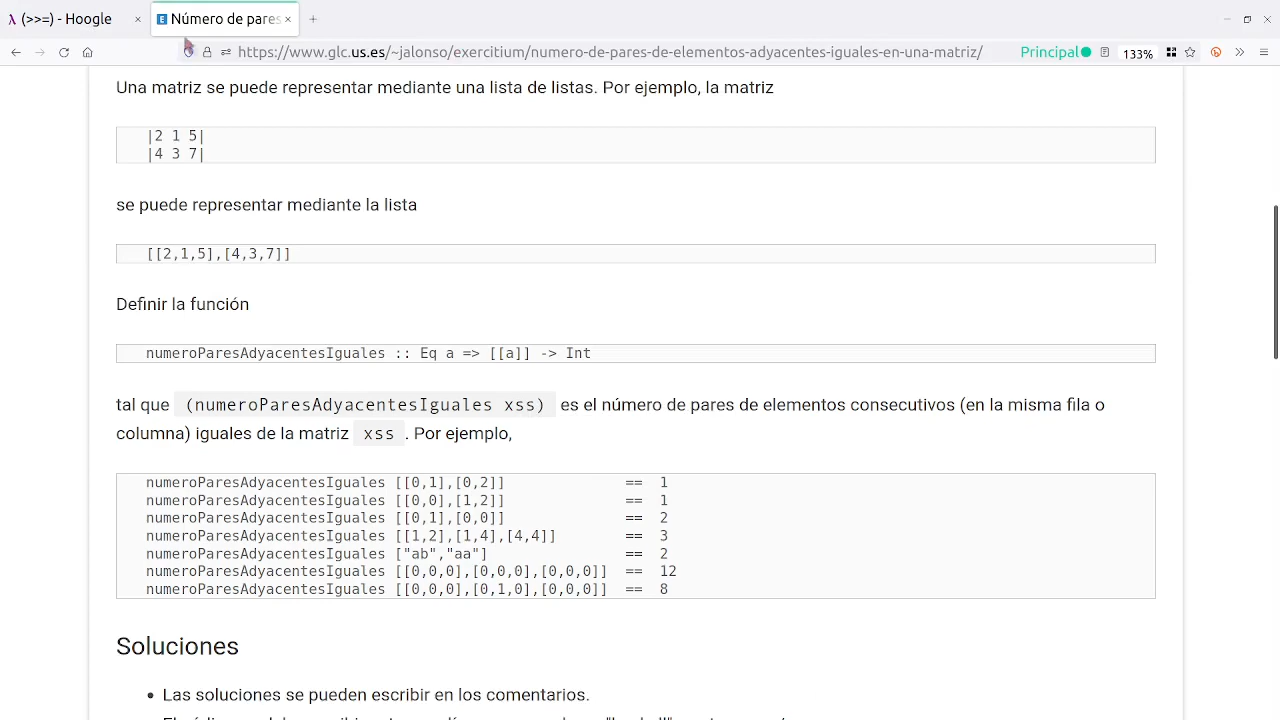 λ (>>=) - Hoogle × E Número de pares × +
https://www.glc.us.es/~jalonso/exercitium/numero-de-pares-de-elementos-adyacentes-iguales-en-una-matriz/ Principal 133%
Una matriz se puede representar mediante una lista de listas. Por ejemplo, la matriz
|2 1 5|
|4 3 7|
se puede representar mediante la lista
[[2,1,5],[4,3,7]]
Definir la función
numeroParesAdyacentesIguales :: Eq a => [[a]] -> Int
tal que (numeroParesAdyacentesIguales xss) es el número de pares de elementos consecutivos (en la misma fila o
columna) iguales de la matriz xss . Por ejemplo,
numeroParesAdyacentesIguales [[0,1],[0,2]] == 1
numeroParesAdyacentesIguales [[0,0],[1,2]] == 1
numeroParesAdyacentesIguales [[0,1],[0,0]] == 2
numeroParesAdyacentesIguales [[1,2],[1,4],[4,4]] == 3
numeroParesAdyacentesIguales ["ab","aa"] == 2
numeroParesAdyacentesIguales [[0,0,0],[0,0,0],[0,0,0]] == 12
numeroParesAdyacentesIguales [[0,0,0],[0,1,0],[0,0,0]] == 8
Soluciones
• Las soluciones se pueden escribir en los comentarios.